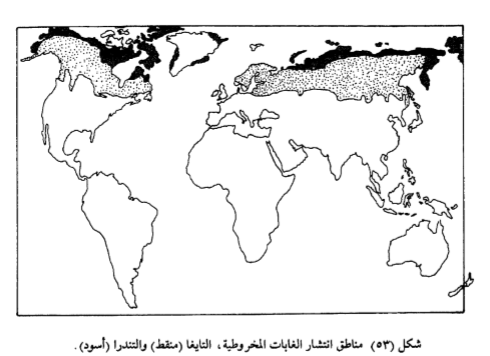 شكل (٥٣) مناطق انتشار الغابات المخروطية، التايغا (منقط) والتندرا (أسود).